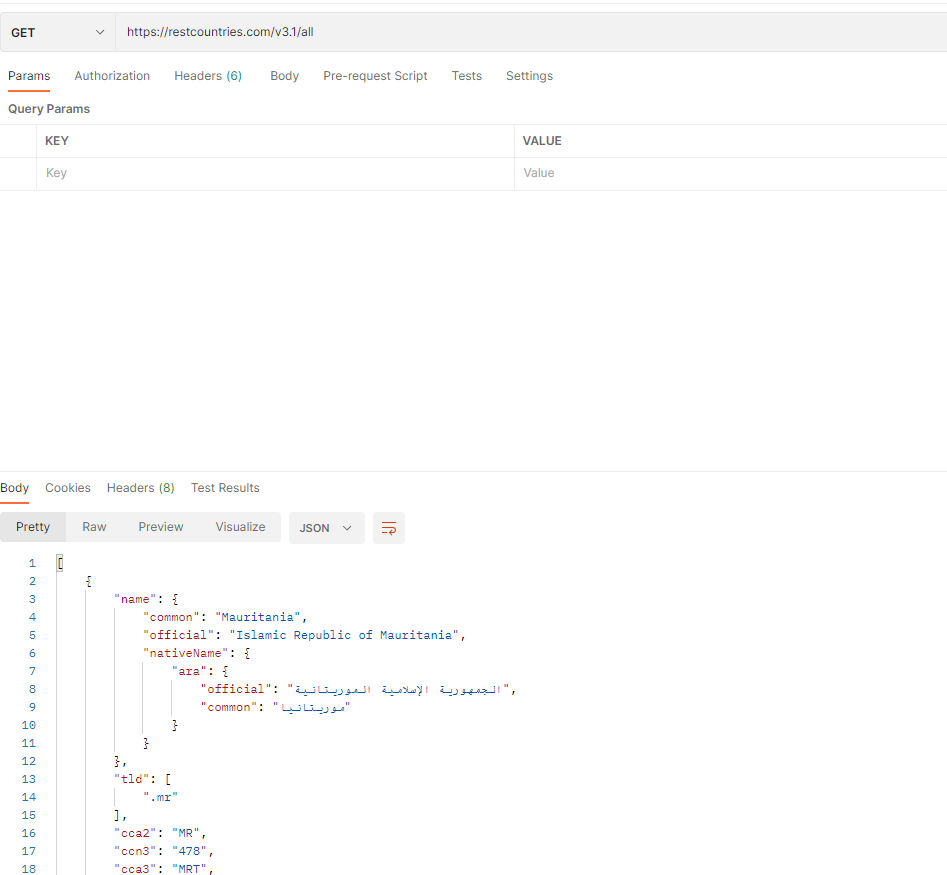 GET https://restcountries.com/v3.1/all
Params Authorization Headers (6) Body Pre-request Script Tests Settings
Query Params
KEY VALUE
Key Value
Body Cookies Headers (8) Test Results
Pretty Raw Preview Visualize JSON
1 [
2 {
3 "name": {
4 "common": "Mauritania",
5 "official": "Islamic Republic of Mauritania",
6 "nativeName": {
7 "ara": {
8 "official": "الجمهورية الإسلامية الموريتانية",
9 "common": "موريتانيا"
10 }
11 }
12 },
13 "tld": [
14 ".mr"
15 ],
16 "cca2": "MR",
17 "ccn3": "478",
18 "cca3": "MRT",